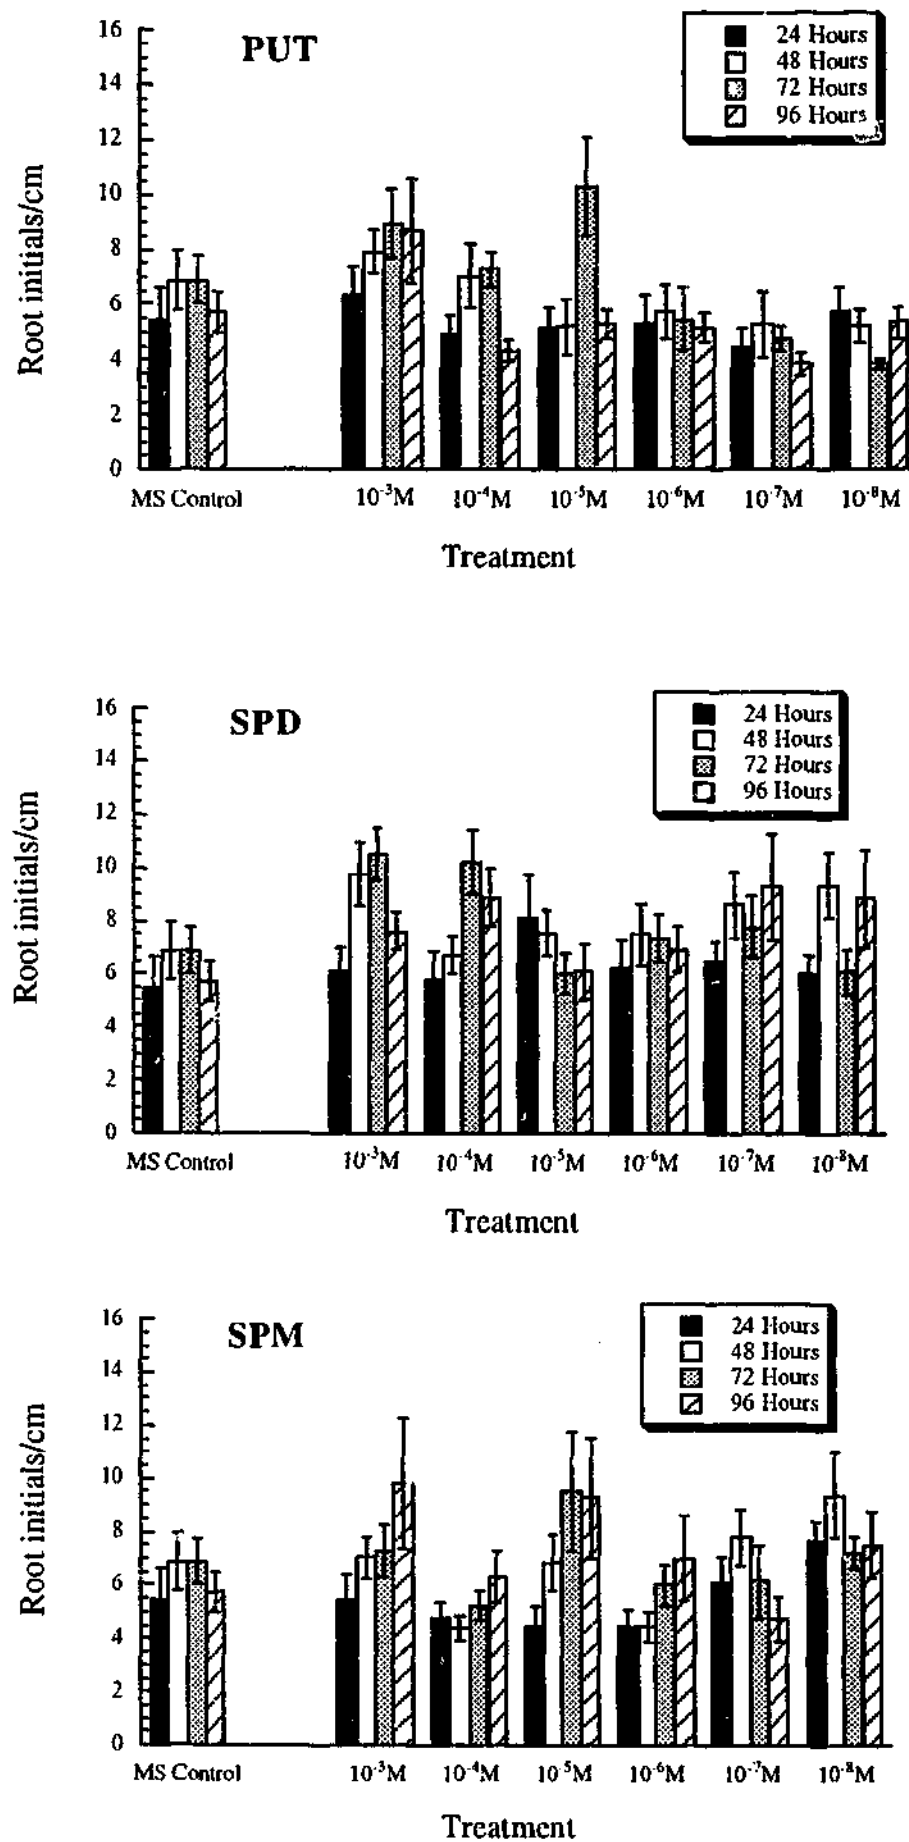 PUT
24 Hours
48 Hours
72 Hours
96 Hours
16
14
12
10
8
6
4
2
0
Root initials/cm
MS Control 10⁻³M 10⁻⁴M 10⁻⁵M 10⁻⁶M 10⁻⁷M 10⁻⁸M
Treatment
SPD
24 Hours
48 Hours
72 Hours
96 Hours
16
14
12
10
8
6
4
2
0
Root initials/cm
MS Control 10⁻³M 10⁻⁴M 10⁻⁵M 10⁻⁶M 10⁻⁷M 10⁻⁸M
Treatment
SPM
24 Hours
48 Hours
72 Hours
96 Hours
16
14
12
10
8
6
4
2
0
Root initials/cm
MS Control 10⁻³M 10⁻⁴M 10⁻⁵M 10⁻⁶M 10⁻⁷M 10⁻⁸M
Treatment